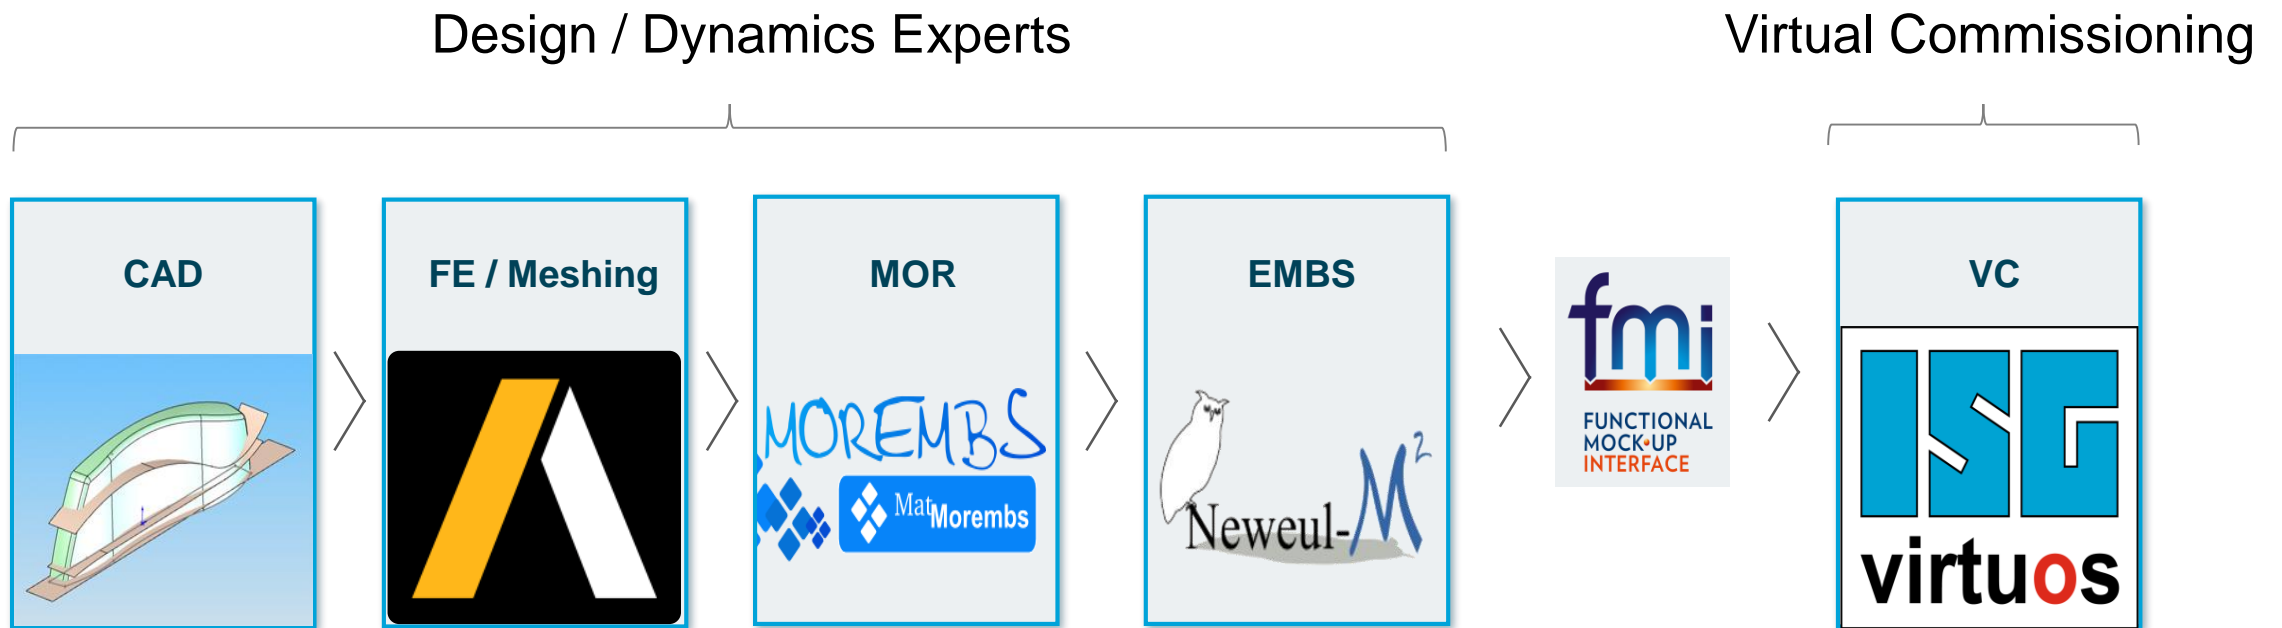 Design / Dynamics Experts
Virtual Commissioning
CAD
FE / Meshing
MOR
MOREMBS
MatMorembs
EMBS
Neweul-M²
fmi
FUNCTIONAL
MOCK-UP
INTERFACE
VC
ISG
virtuos